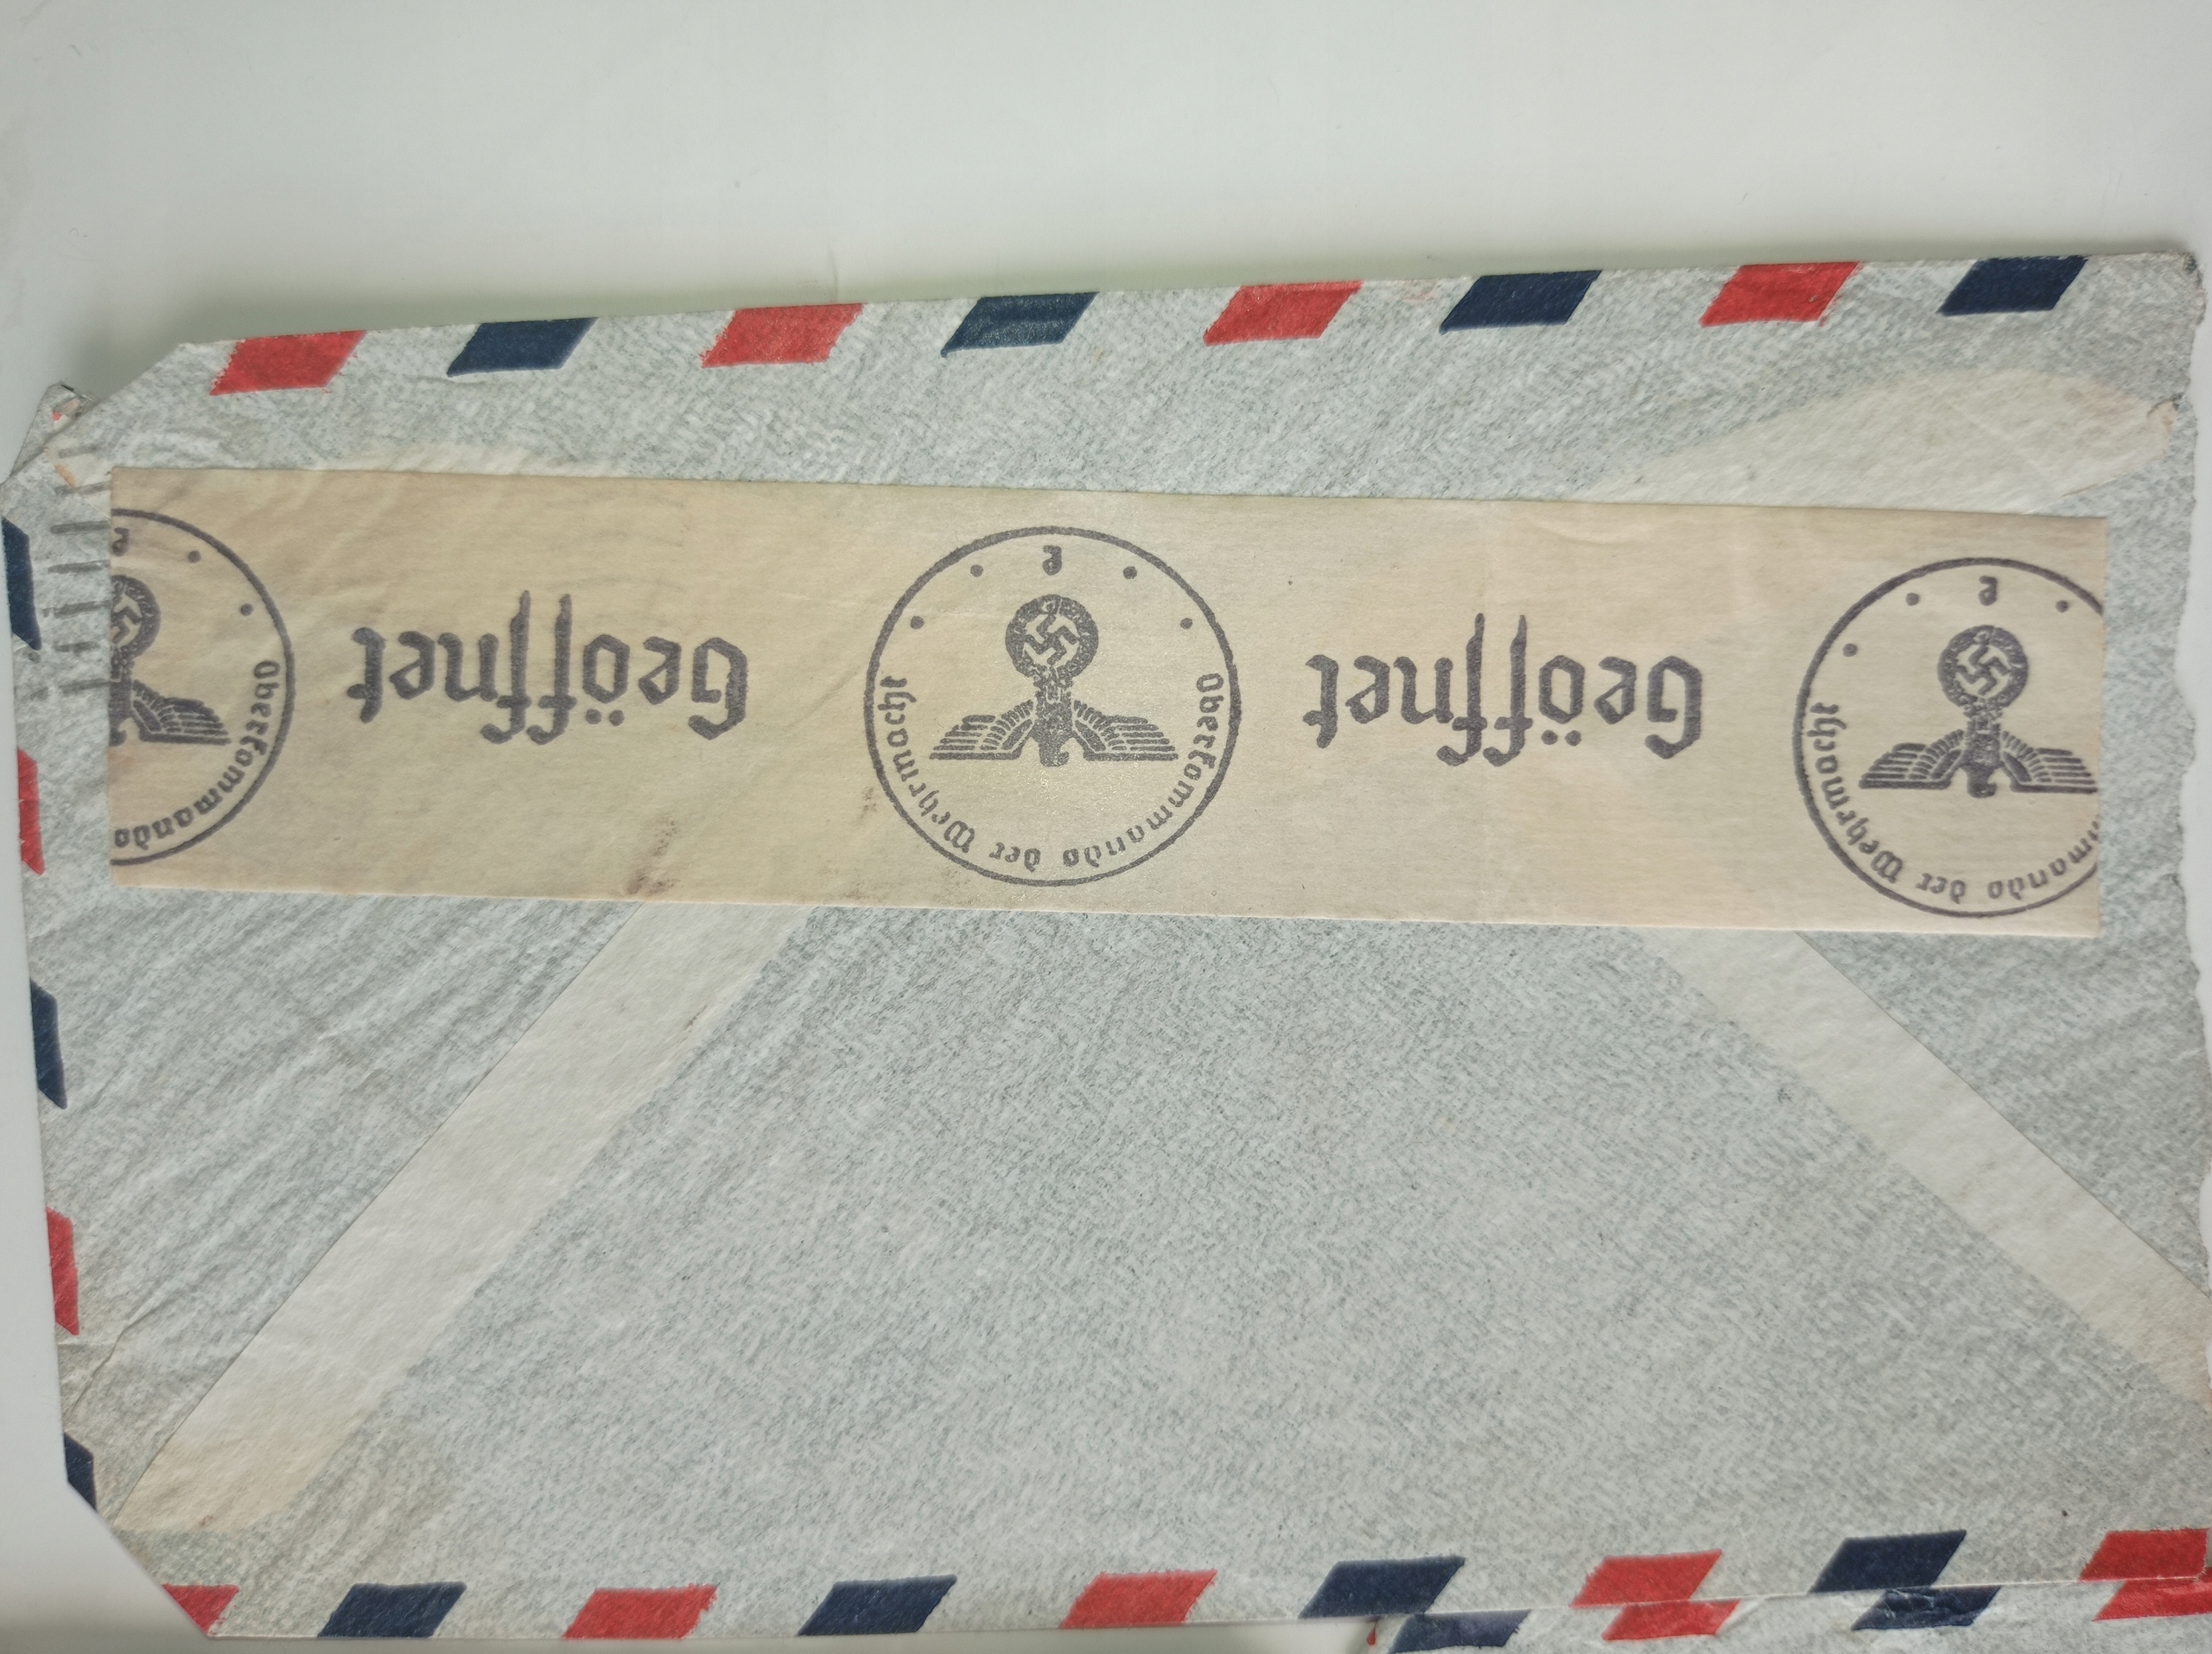 Oberkommando
e
Geöffnet
Oberkommando der Wehrmacht
e
Geöffnet
der Wehrmacht
e